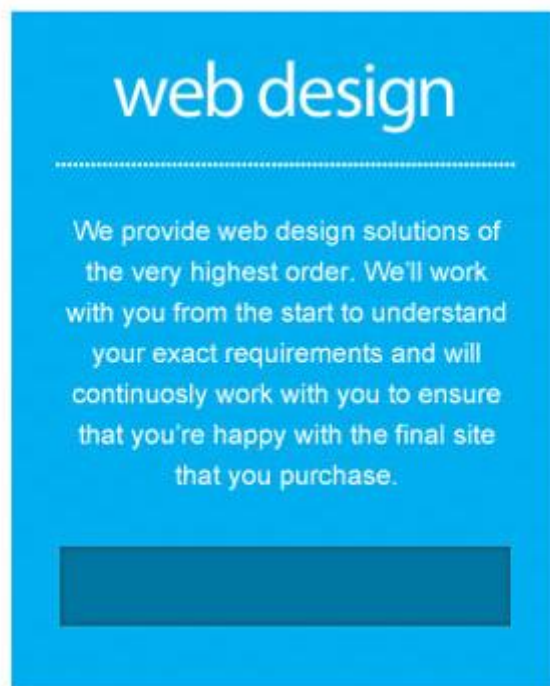 web design
We provide web design solutions of
the very highest order. We'll work
with you from the start to understand
your exact requirements and will
continuosly work with you to ensure
that you're happy with the final site
that you purchase.